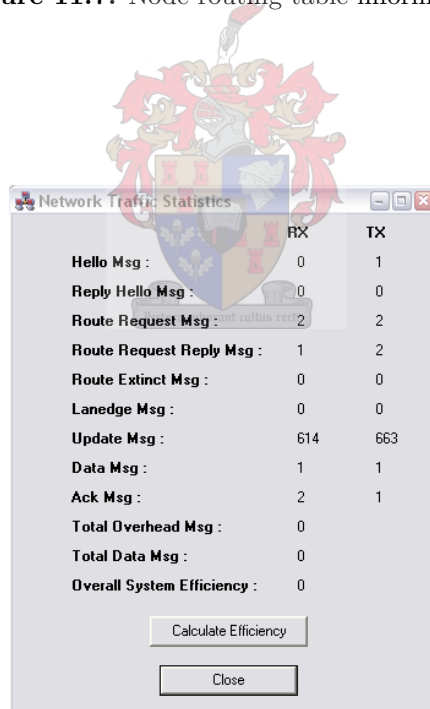 ure 11.7: Node routing table inform
Network Traffic Statistics
RX TX
Hello Msg : 0 1
Reply Hello Msg : 0 0
Route Request Msg : 2 2
Route Request Reply Msg : 1 2
Route Extinct Msg : 0 0
Lanedge Msg : 0 0
Update Msg : 614 663
Data Msg : 1 1
Ack Msg : 2 1
Total Overhead Msg : 0
Total Data Msg : 0
Overall System Efficiency : 0
Calculate Efficiency
Close